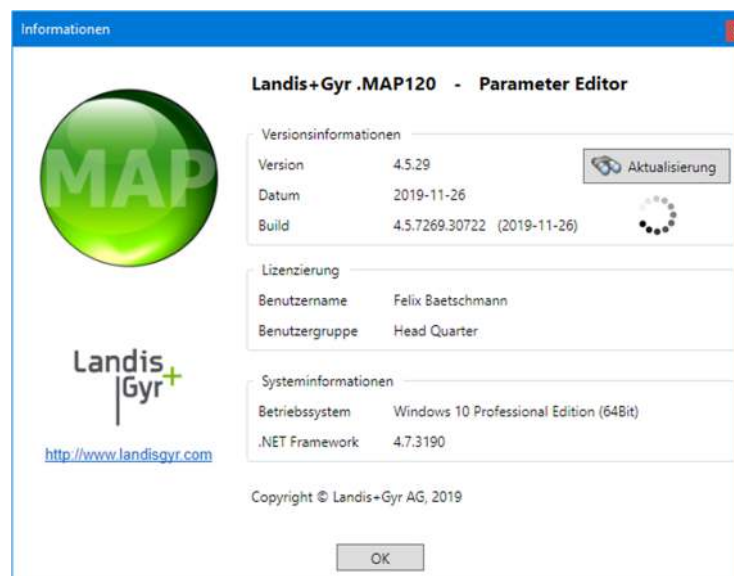 Informationen
MAP
Landis+Gyr .MAP120 - Parameter Editor
Versionsinformationen
Version 4.5.29
Aktualisierung
Datum 2019-11-26
Build 4.5.7269.30722 (2019-11-26)
Lizenzierung
Benutzername Felix Baetschmann
Benutzergruppe Head Quarter
Landis+
Gyr
http://www.landisgyr.com
Systeminformationen
Betriebssystem Windows 10 Professional Edition (64Bit)
.NET Framework 4.7.3190
Copyright © Landis+Gyr AG, 2019
OK